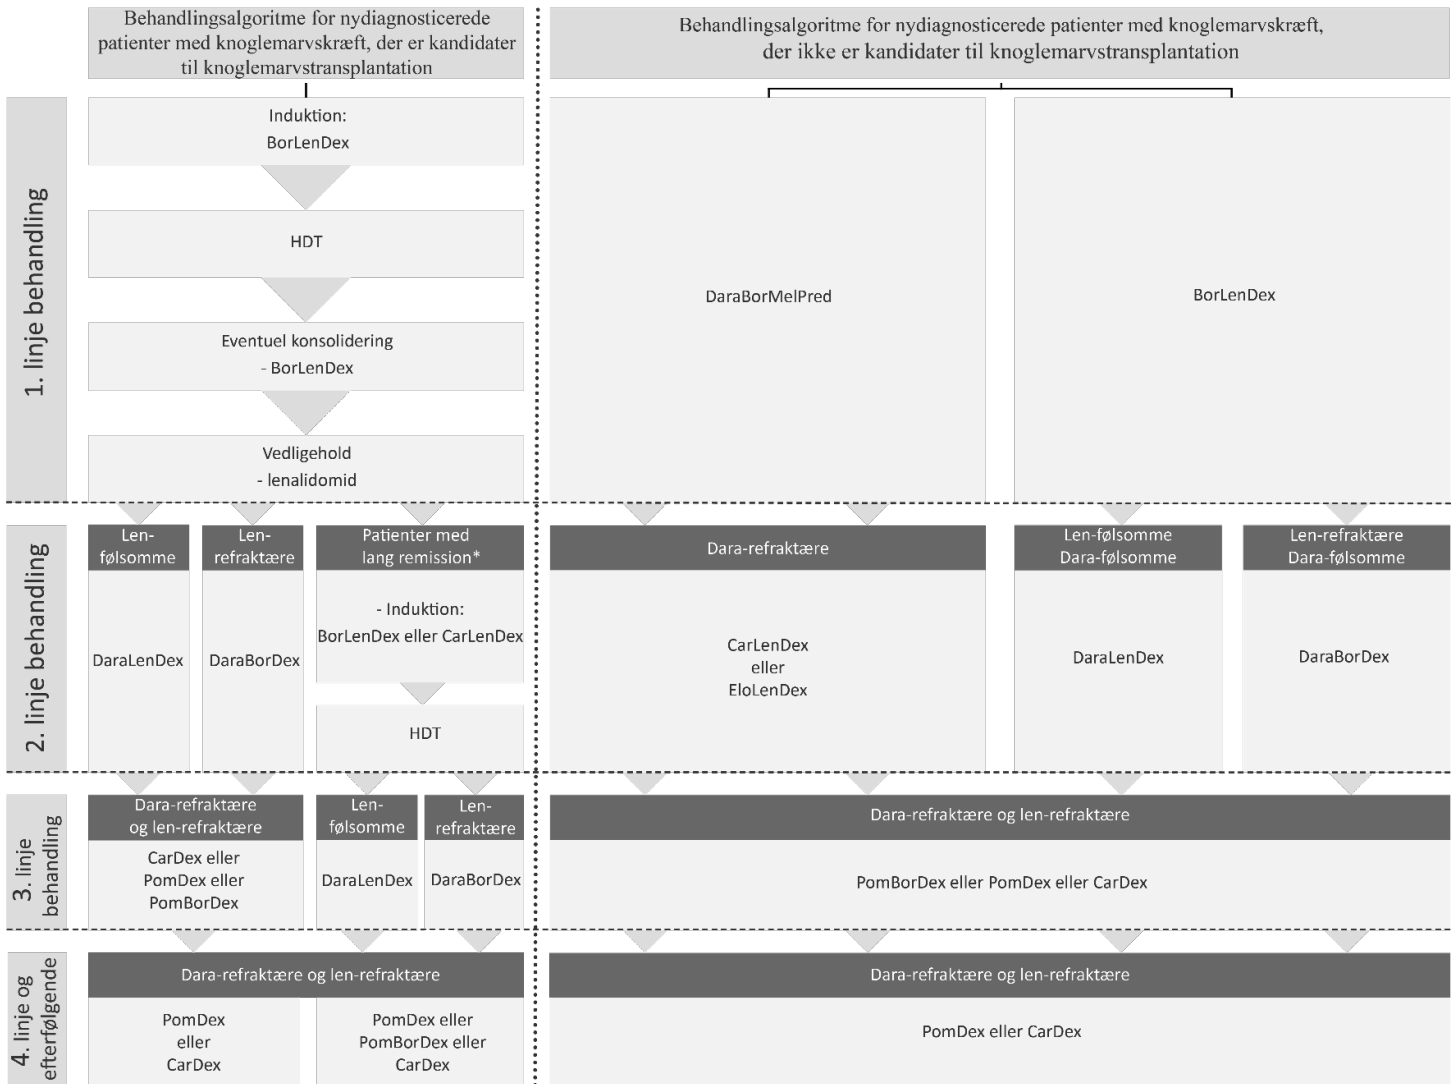 Behandlingsalgoritme for nydiagnosticerede
patienter med knoglemarvskræft, der er kandidater
til knoglemarvstransplantation
Behandlingsalgoritme for nydiagnosticerede patienter med knoglemarvskræft,
der ikke er kandidater til knoglemarvstransplantation
1. linje behandling
Induktion:
BorLenDex
HDT
Eventuel konsolidering
- BorLenDex
Vedligehold
- lenalidomid
DaraBorMelPred
BorLenDex
2. linje behandling
Len-
følsomme
DaraLenDex
Len-
refraktære
DaraBorDex
Patienter med
lang remission*
- Induktion:
BorLenDex eller CarLenDex
HDT
Dara-refraktære
CarLenDex
eller
EloLenDex
Len-følsomme
Dara-følsomme
DaraLenDex
Len-refraktære
Dara-følsomme
DaraBorDex
3. linje
behandling
Dara-refraktære
og len-refraktære
CarDex eller
PomDex eller
PomBorDex
Len-
følsomme
DaraLenDex
Len-
refraktære
DaraBorDex
Dara-refraktære og len-refraktære
PomBorDex eller PomDex eller CarDex
4. linje og
efterfølgende
Dara-refraktære og len-refraktære
PomDex
eller
CarDex
PomDex eller
PomBorDex eller
CarDex
Dara-refraktære og len-refraktære
PomDex eller CarDex